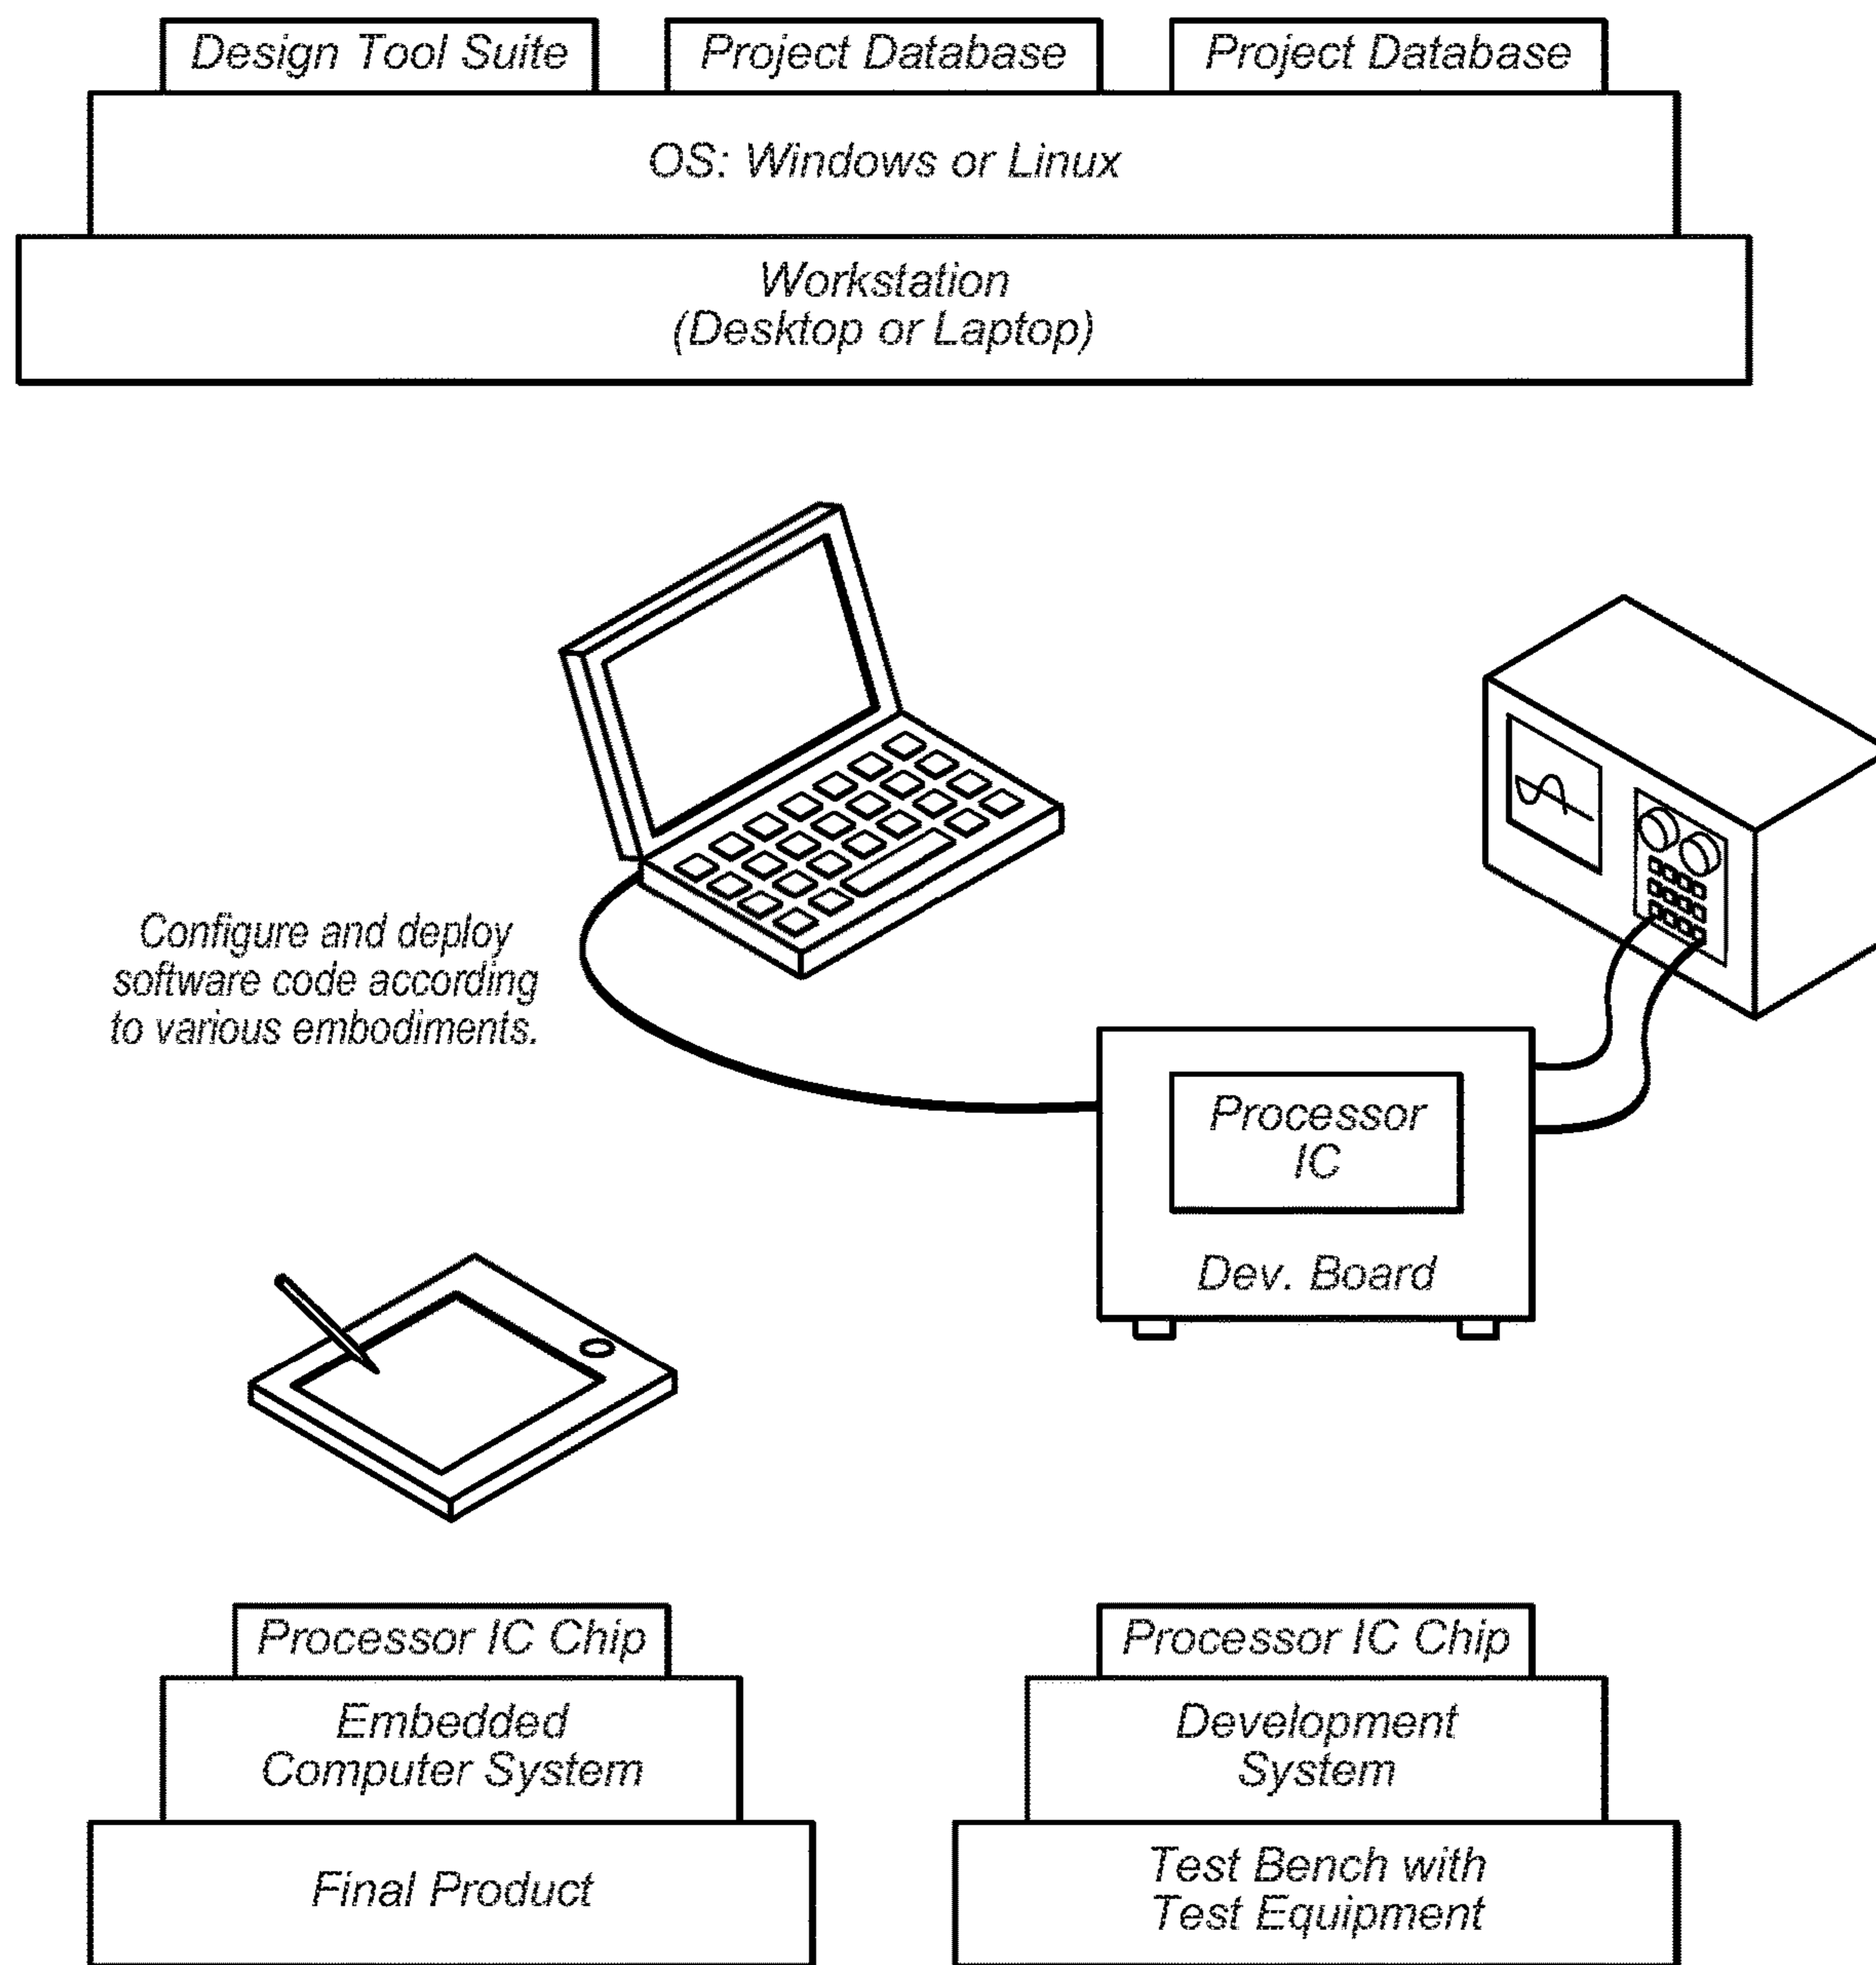 Design Tool Suite
Project Database
Project Database
OS: Windows or Linux
Workstation
(Desktop or Laptop)
Configure and deploy
software code according
to various embodiments.
Processor
IC
Dev. Board
Processor IC Chip
Embedded
Computer System
Final Product
Processor IC Chip
Development
System
Test Bench with
Test Equipment